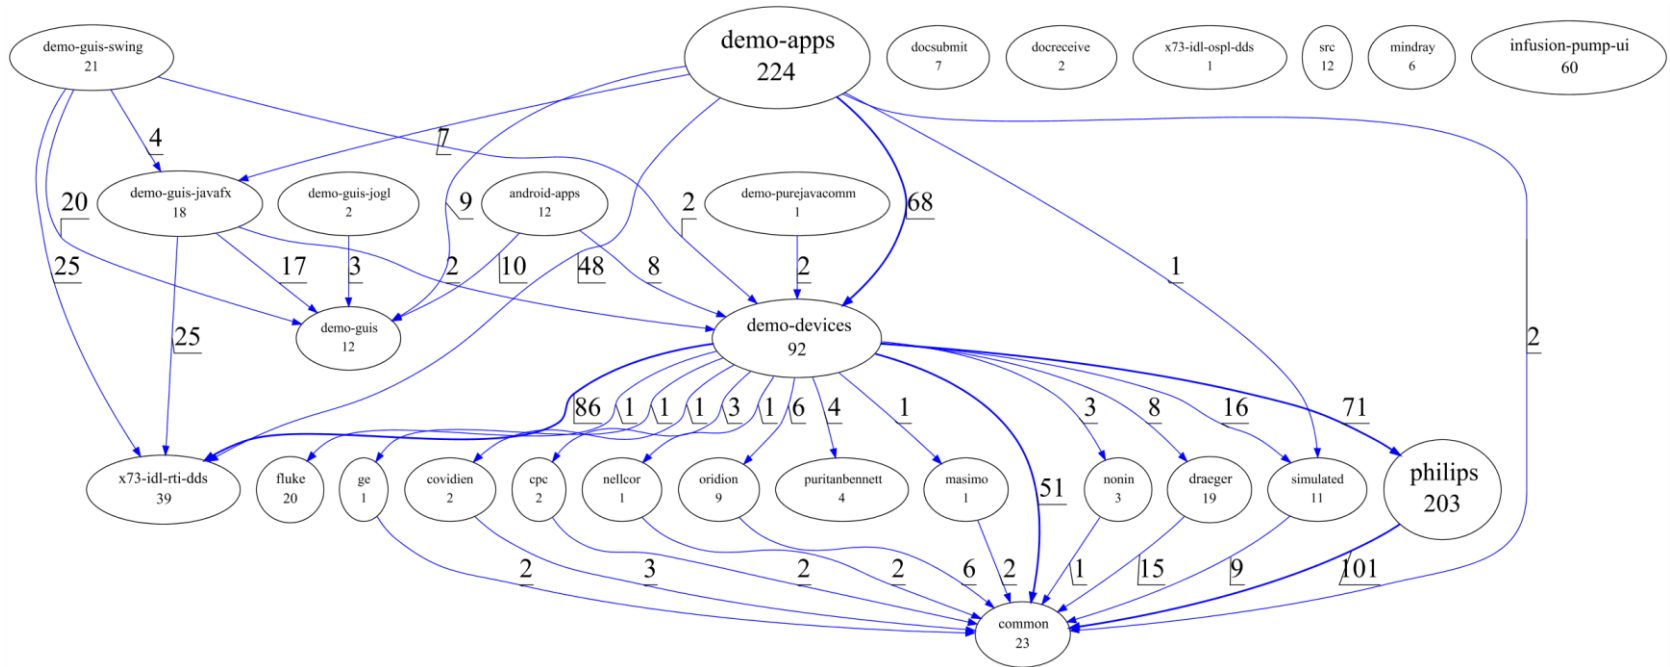 demo-guis-swing
21
demo-apps
224
docsubmit
7
docreceive
2
x73-idl-ospl-dds
1
src
12
mindray
6
infusion-pump-ui
60
4
7
demo-guis-javafx
18
demo-guis-jogl
2
android-apps
12
demo-purejavacomm
1
20
9
2
68
25
17
3
2
10
48
8
2
1
demo-guis
12
demo-devices
92
25
2
86
1
1
1
3
1
6
4
1
3
8
16
71
x73-idl-rti-dds
39
fluke
20
ge
1
covidien
2
cpc
2
nellcor
1
oridion
9
puritanbennett
4
masimo
1
51
nonin
3
draeger
19
simulated
11
philips
203
2
3
2
2
6
2
1
15
9
101
common
23